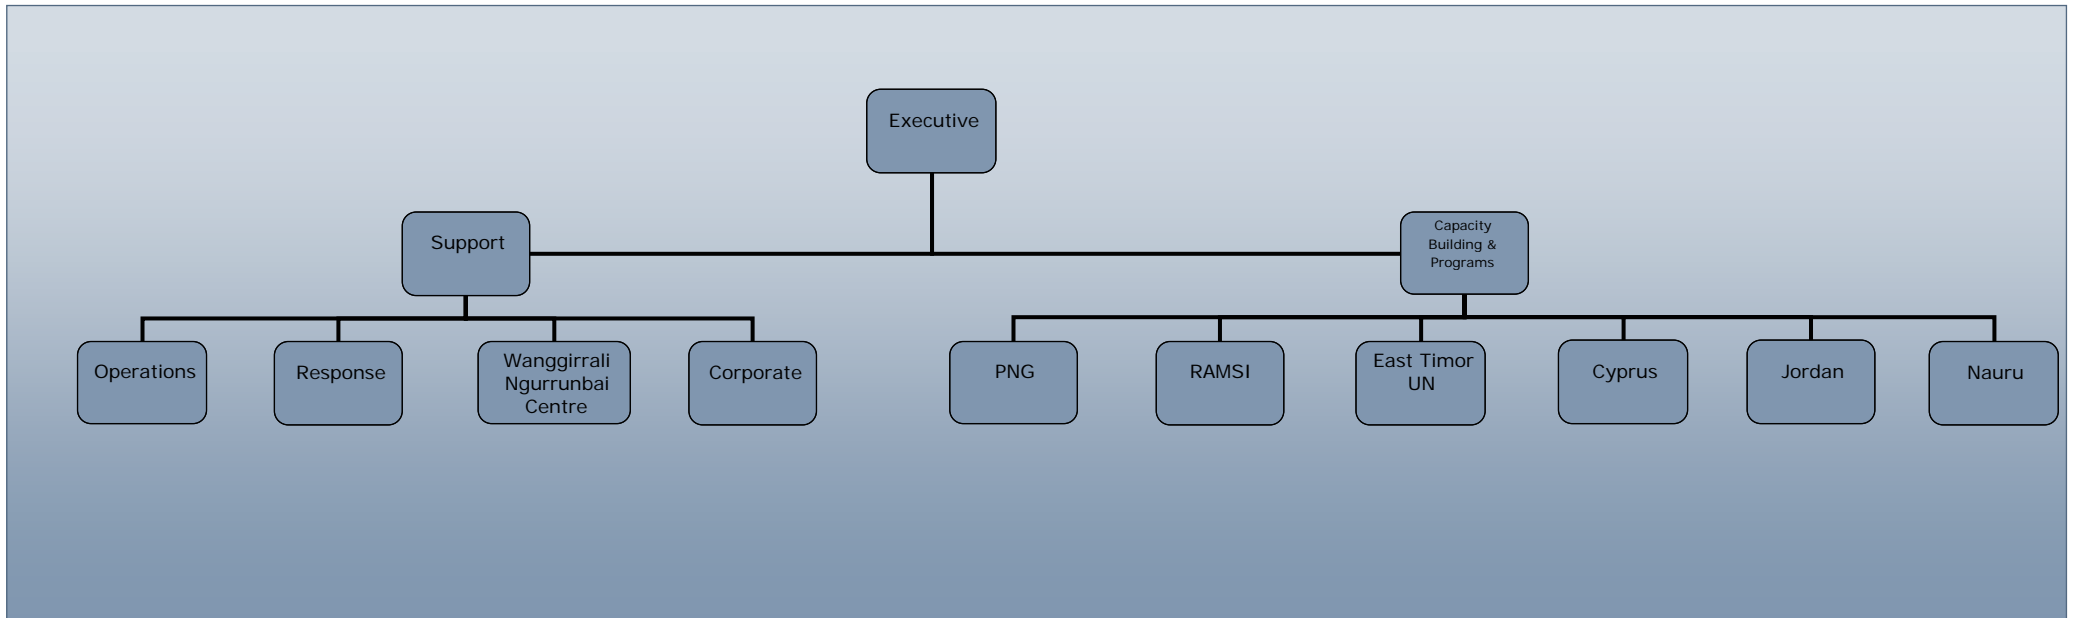 Executive
Support
Capacity
Building &
Programs
Operations
Response
Wanggirrali
Ngurrunbai
Centre
Corporate
PNG
RAMSI
East Timor
UN
Cyprus
Jordan
Nauru